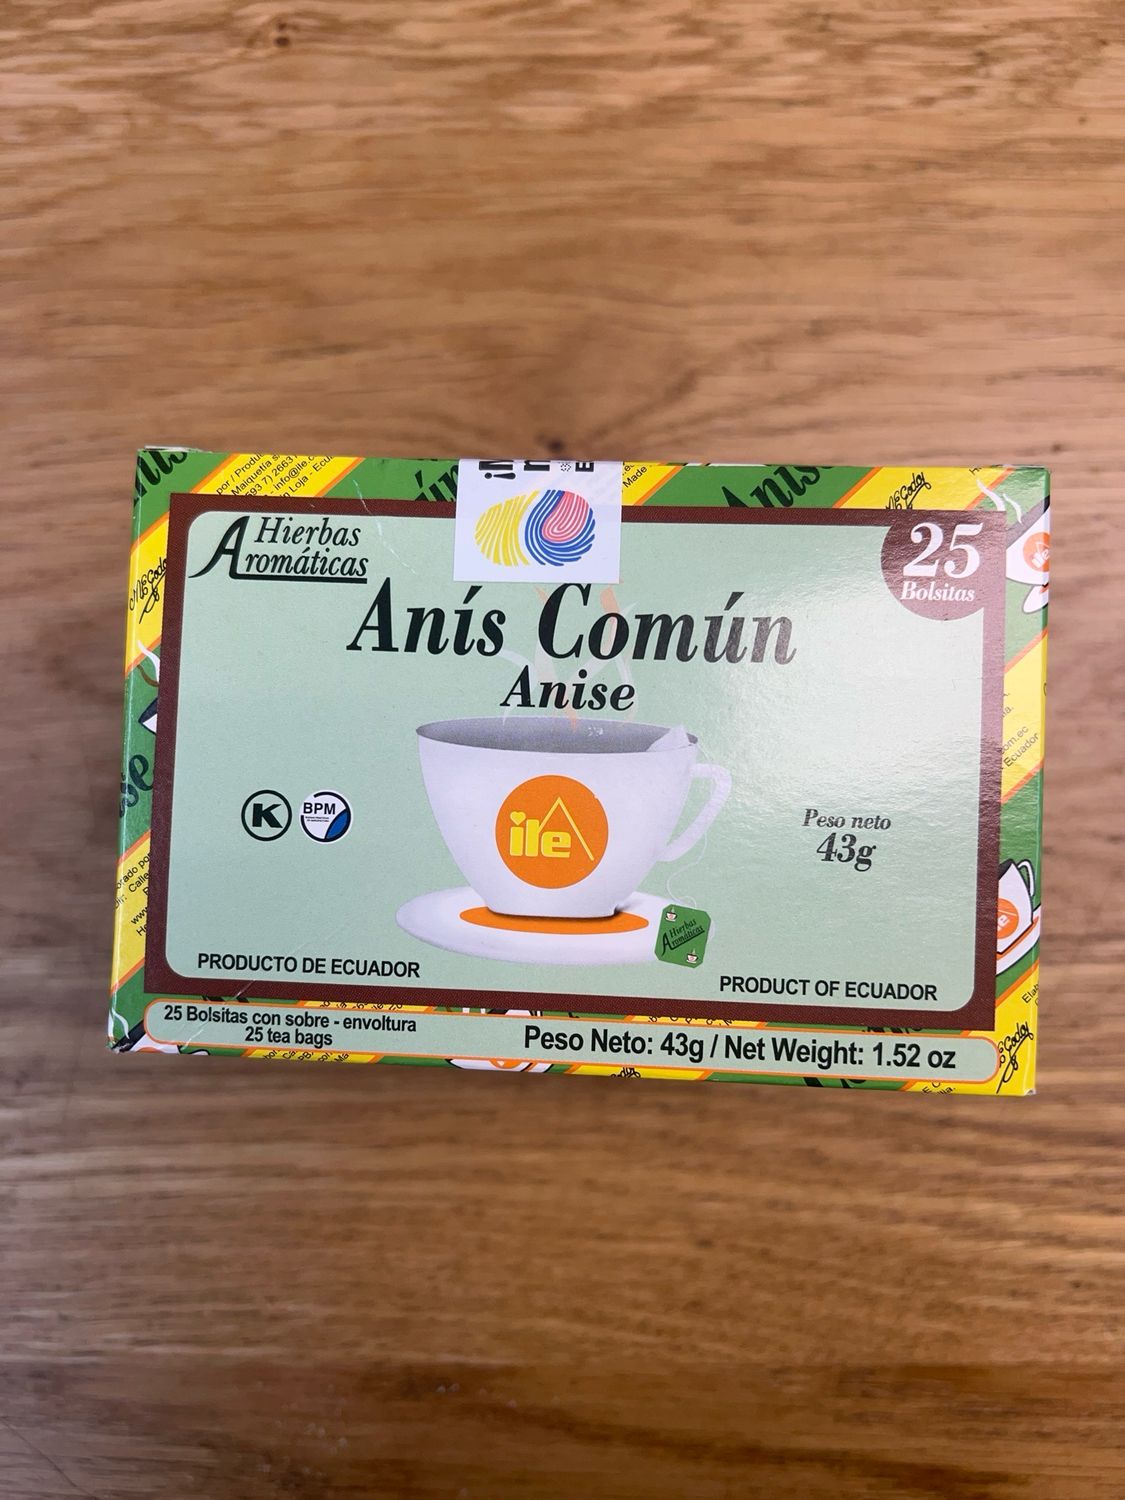 Hierbas
Aromáticas
25
Bolsitas
Anís Común
Anise
K
BPM
ile
Peso neto
43g
Hierbas
Aromáticas
PRODUCTO DE ECUADOR
PRODUCT OF ECUADOR
25 Bolsitas con sobre - envoltura
25 tea bags
Peso Neto: 43g / Net Weight: 1.52 oz